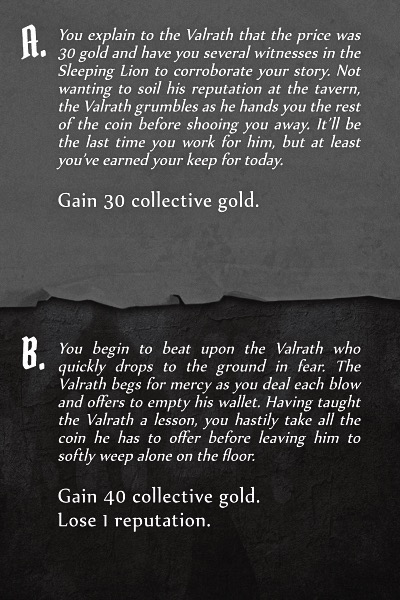 A. You explain to the Valrath that the price was
30 gold and have you several witnesses in the
Sleeping Lion to corroborate your story. Not
wanting to soil his reputation at the tavern,
the Valrath grumbles as he hands you the rest
of the coin before shooing you away. It'll be
the last time you work for him, but at least
you've earned your keep for today.
Gain 30 collective gold.
B. You begin to beat upon the Valrath who
quickly drops to the ground in fear. The
Valrath begs for mercy as you deal each blow
and offers to empty his wallet. Having taught
the Valrath a lesson, you hastily take all the
coin he has to offer before leaving him to
softly weep alone on the floor.
Gain 40 collective gold.
Lose 1 reputation.